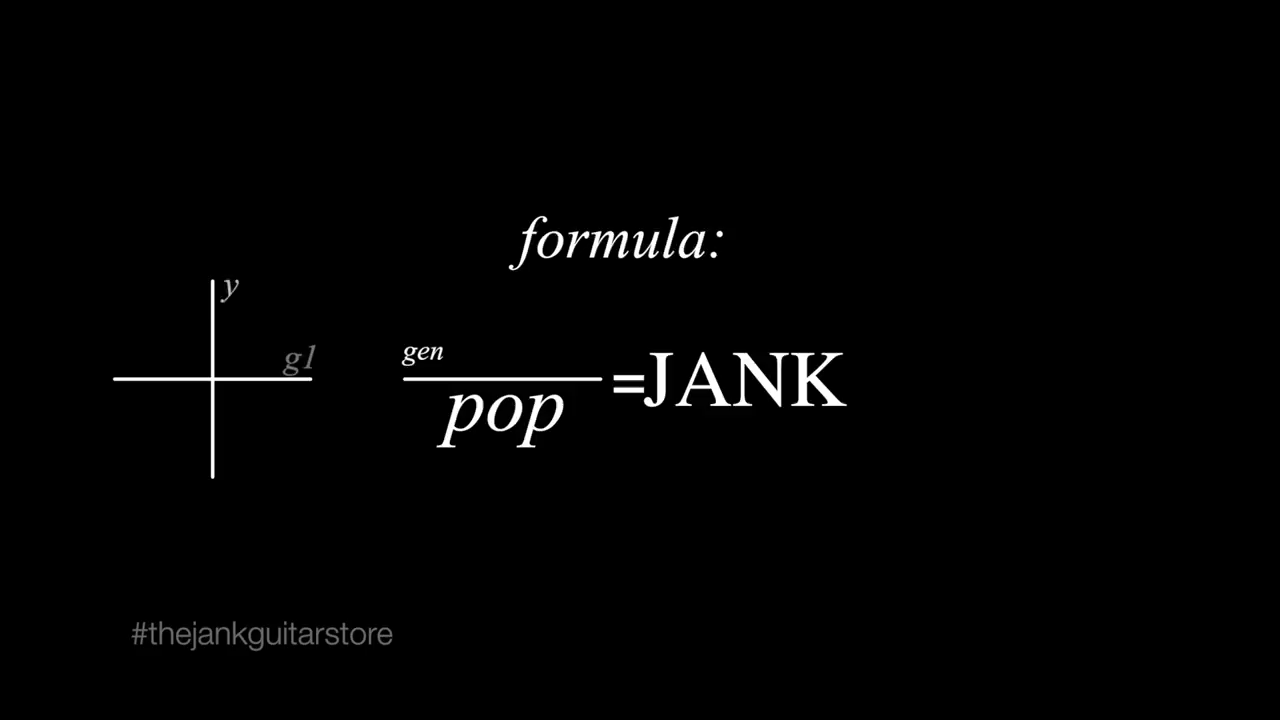 formula:
y
g1
gen
pop
=JANK
#thejankguitarstore